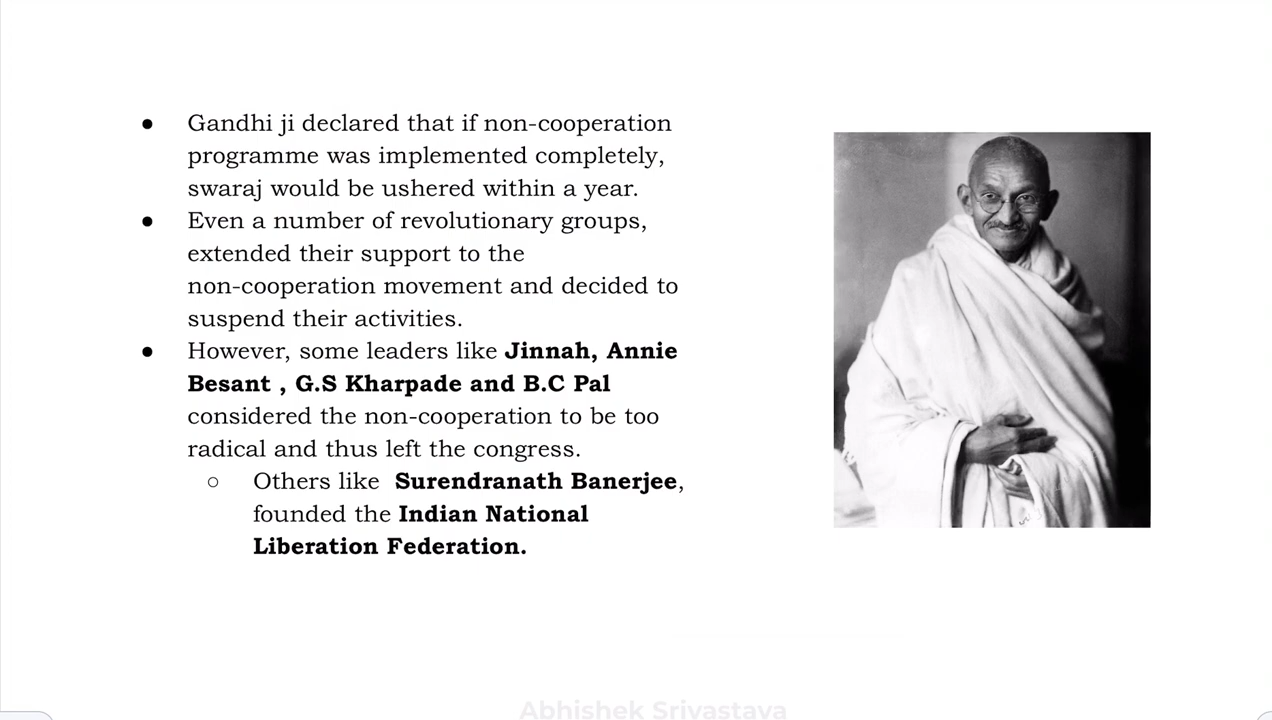 ● Gandhi ji declared that if non-cooperation
programme was implemented completely,
swaraj would be ushered within a year.
● Even a number of revolutionary groups,
extended their support to the
non-cooperation movement and decided to
suspend their activities.
● However, some leaders like Jinnah, Annie
Besant , G.S Kharpade and B.C Pal
considered the non-cooperation to be too
radical and thus left the congress.
○ Others like Surendranath Banerjee,
founded the Indian National
Liberation Federation.
Abhishek Srivastava